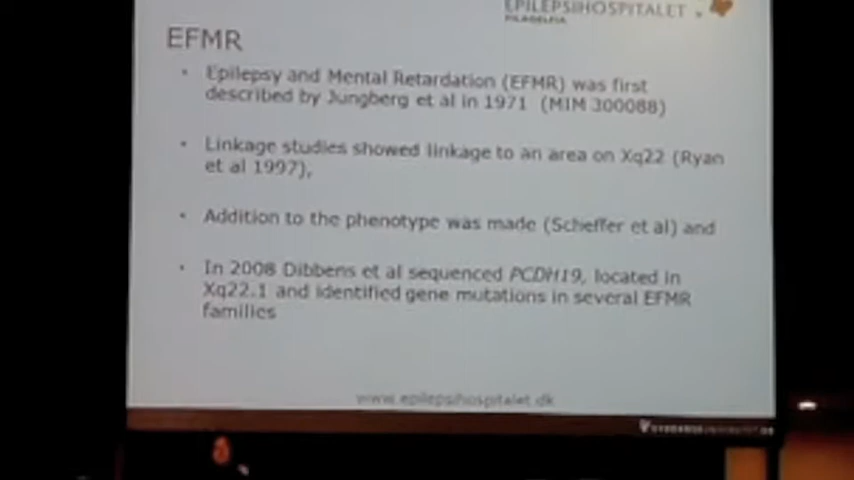 EPILEPSIHOSPITALET
FILADELFIA
EFMR
• Epilepsy and Mental Retardation (EFMR) was first
described by Jungberg et al in 1971 (MIM 300088)
• Linkage studies showed linkage to an area on Xq22 (Ryan
et al 1997),
• Addition to the phenotype was made (Scheffer et al) and
• In 2008 Dibbens et al sequenced PCDH19, located in
Xq22.1 and identified gene mutations in several EFMR
families
www.epilepsihospitalet.dk